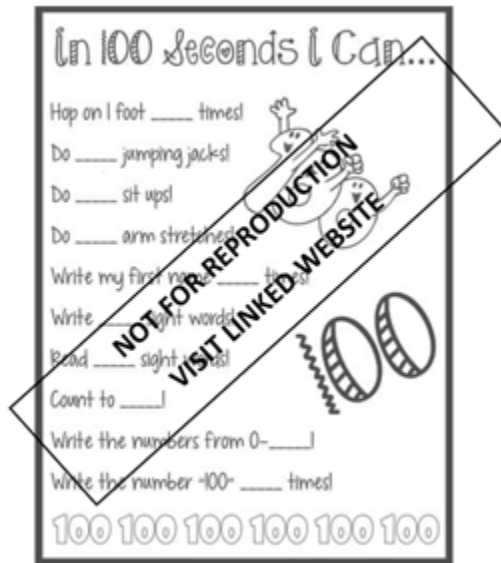 In 100 Seconds I Can...
Hop on 1 foot _____ times!
Do _____ jumping jacks!
Do _____ sit ups!
Do _____ arm stretches!
Write my first name _____ times!
Write _____ sight words!
Read _____ sight words!
Count to _____!
Write the numbers from 0-_____!
Write the number "100" _____ times!
100
100 100 100 100 100 100
NOT FOR REPRODUCTION
VISIT LINKED WEBSITE